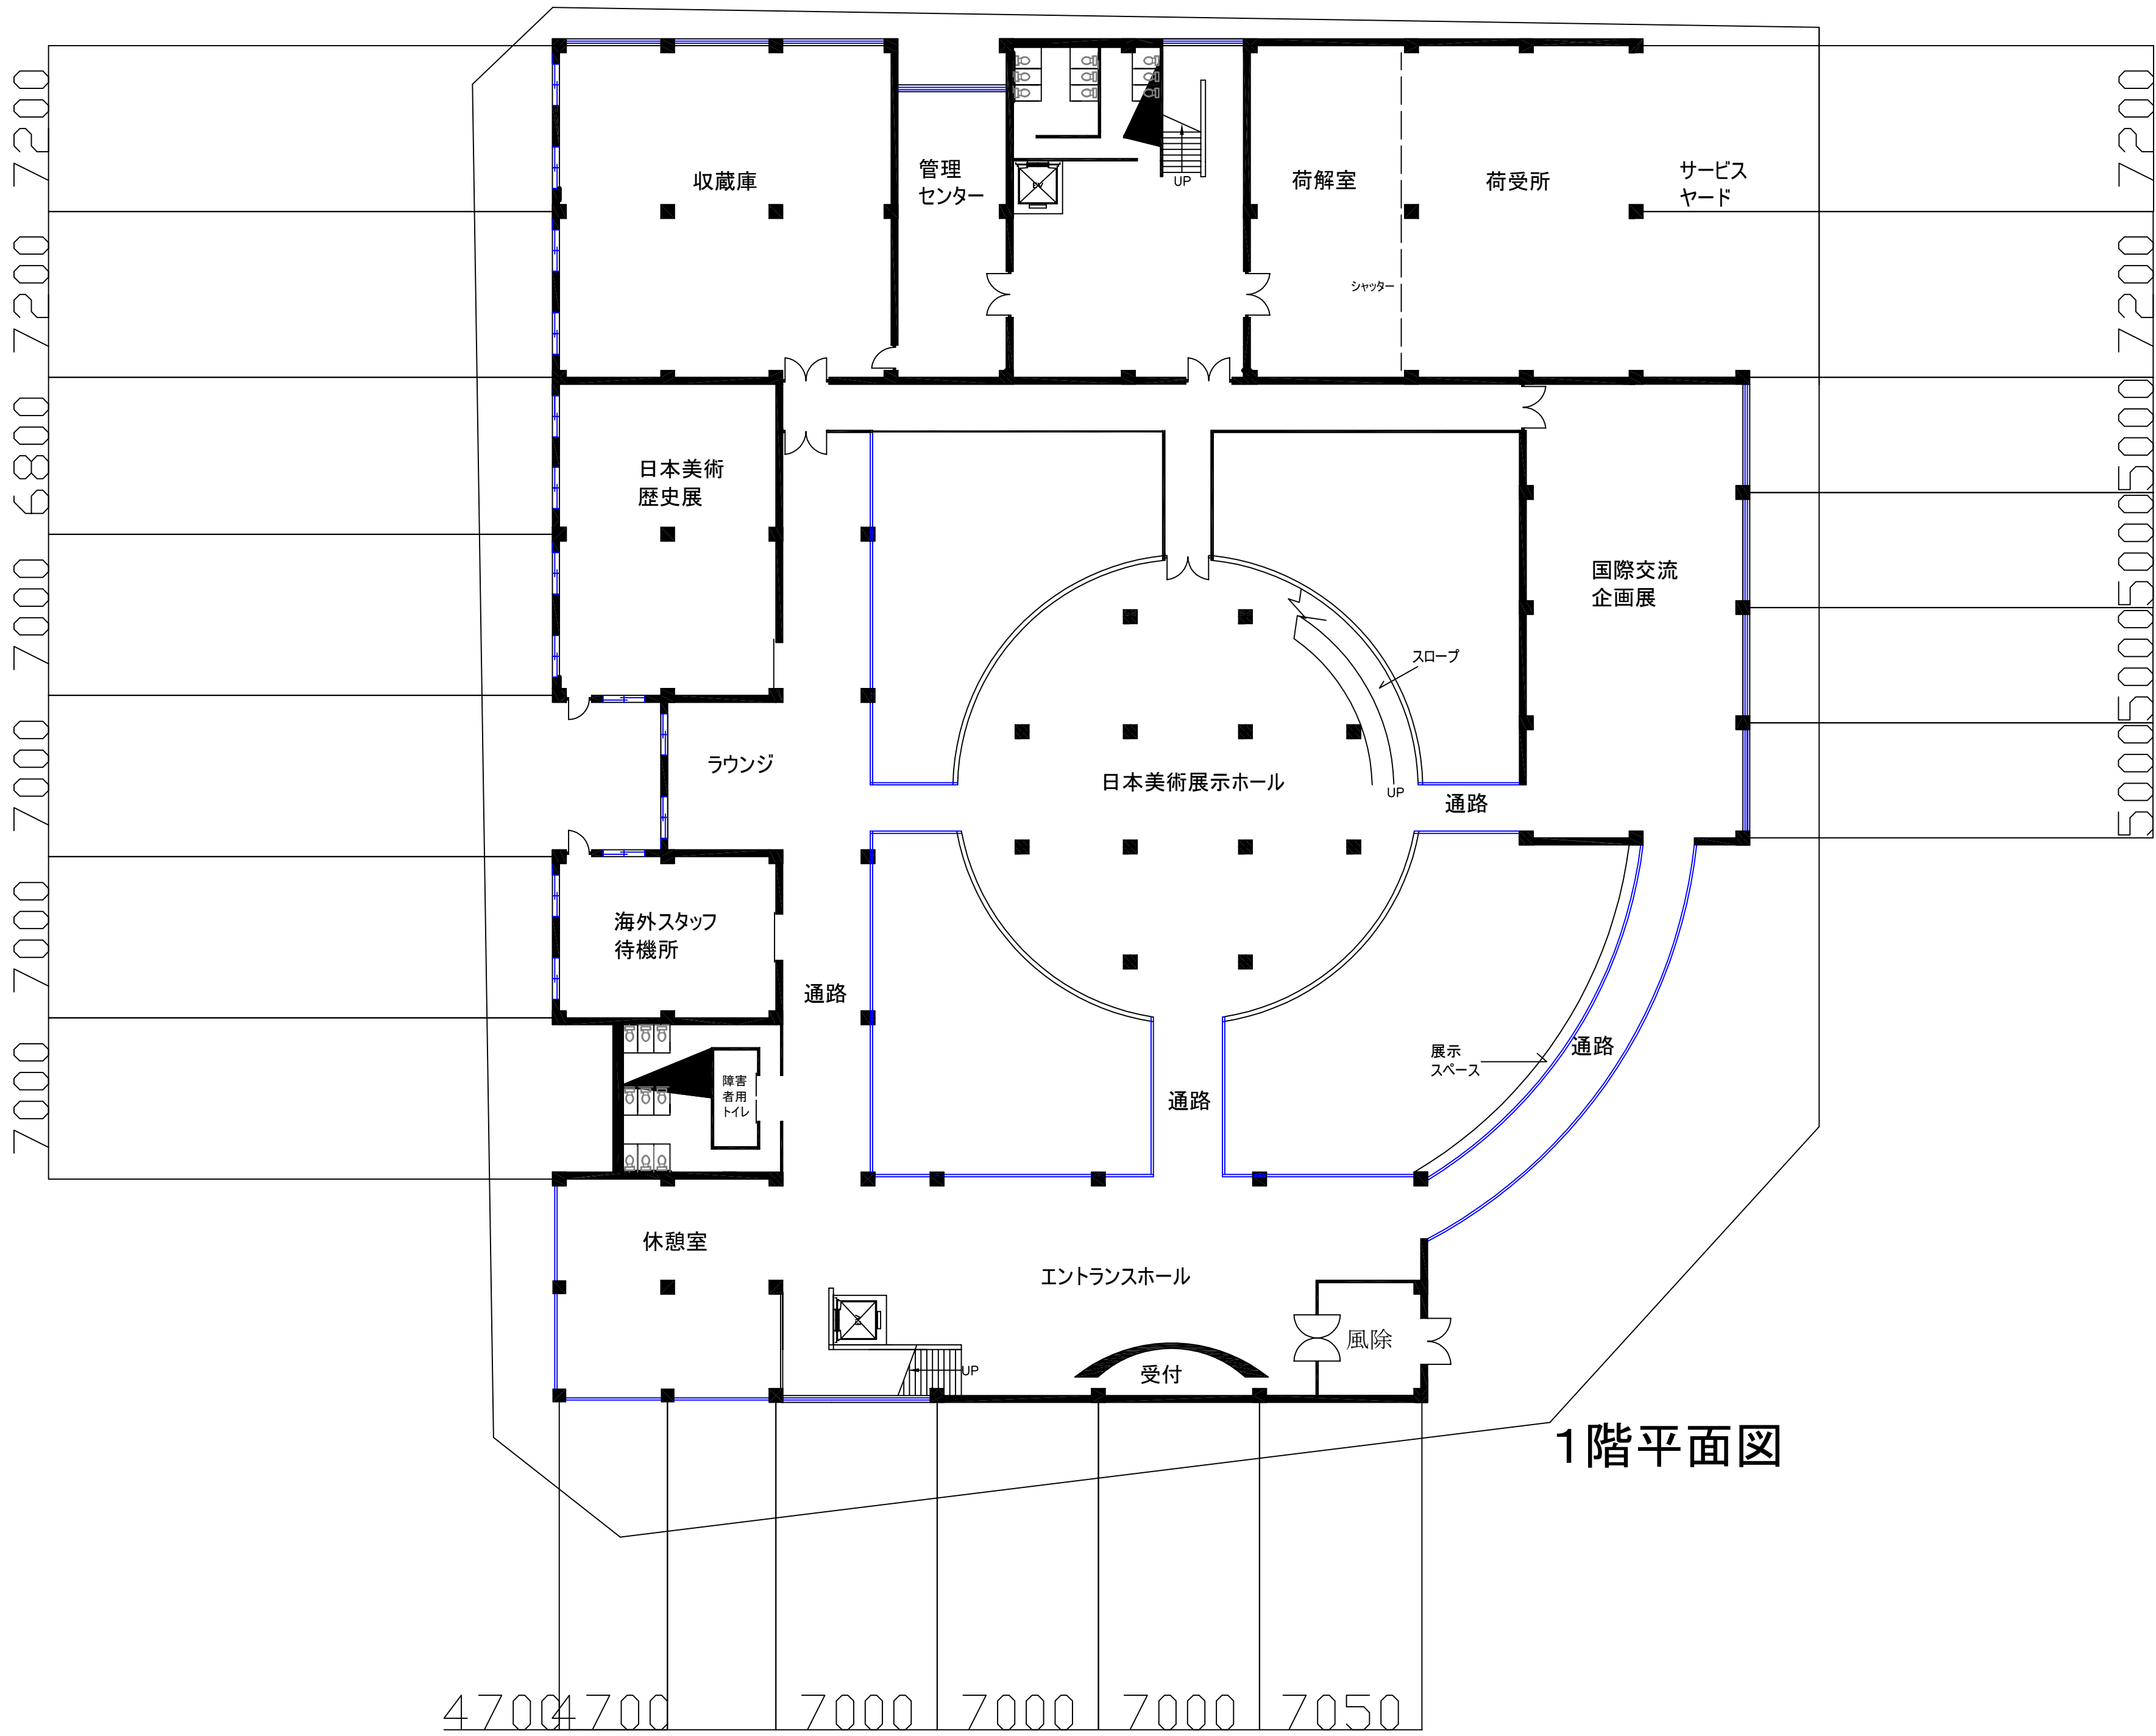 収蔵庫
管理
センター
UP
荷解室
荷受所
サービス
ヤード
シャッター
7200
7200
6800
7000
7000
7000
7000
7200
7200
5000
5000
5000
5000
日本美術
歴史展
国際交流
企画展
スロープ
ラウンジ
日本美術展示ホール
UP
通路
海外スタッフ
待機所
通路
障害
者用
トイレ
通路
展示
スペース
通路
休憩室
エントランスホール
UP
受付
風除
1階平面図
4700
4700
7000
7000
7000
7050